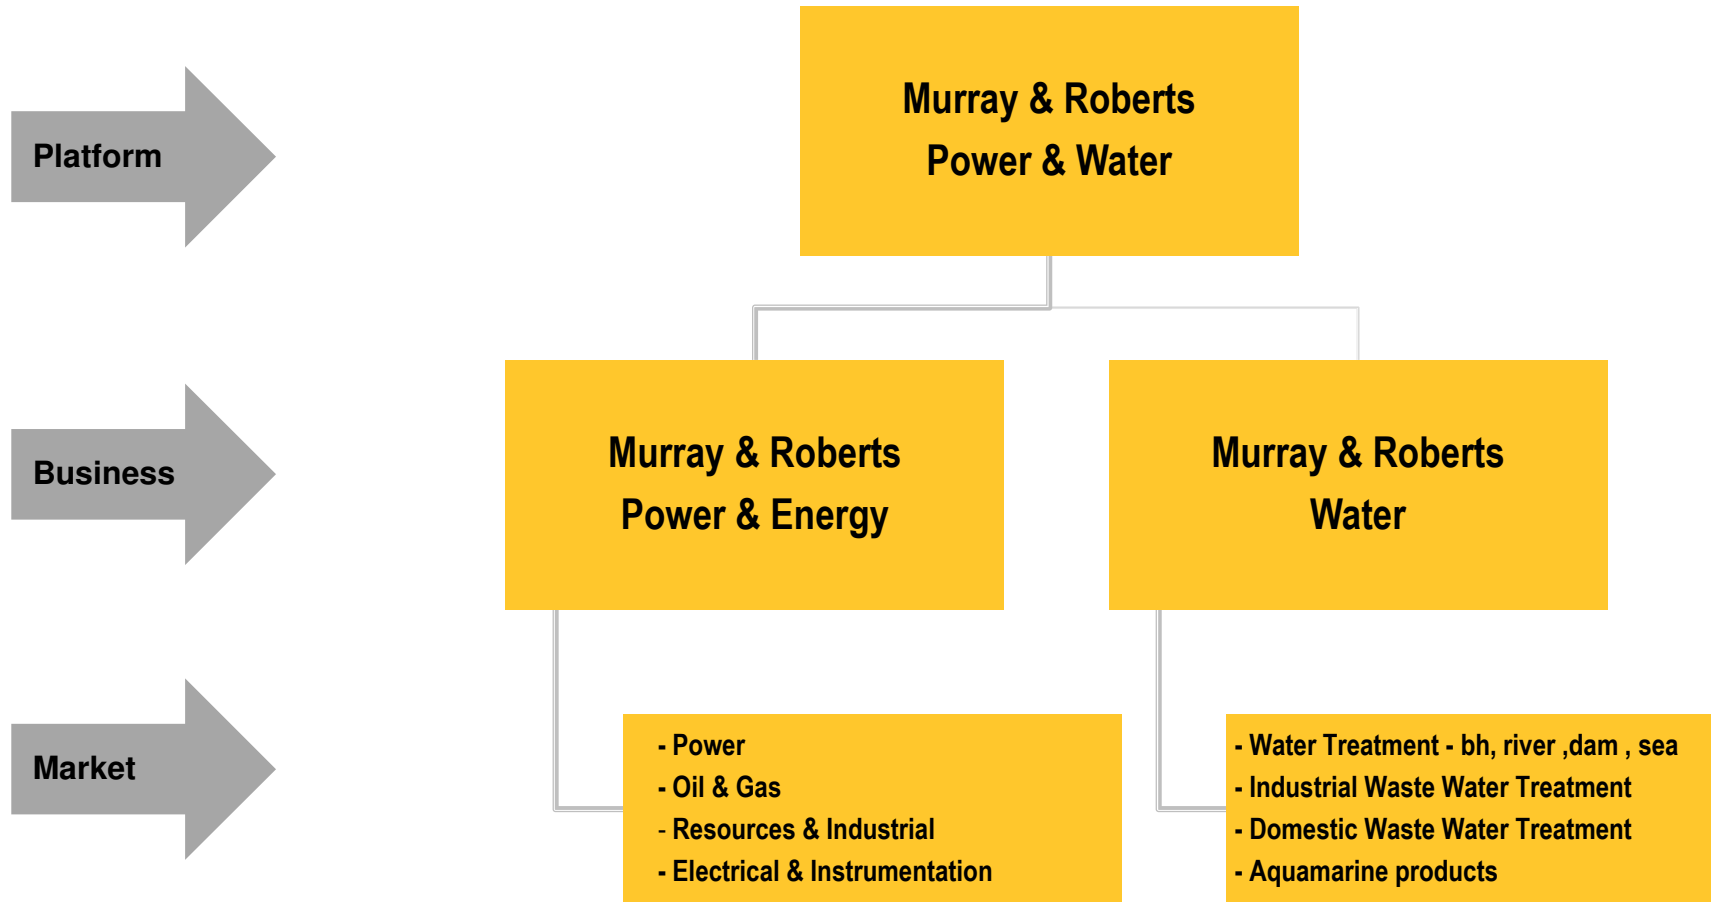 Platform
Murray & Roberts
Power & Water
Business
Murray & Roberts
Power & Energy
Murray & Roberts
Water
Market
- Power
- Oil & Gas
- Resources & Industrial
- Electrical & Instrumentation
- Water Treatment - bh, river ,dam , sea
- Industrial Waste Water Treatment
- Domestic Waste Water Treatment
- Aquamarine products